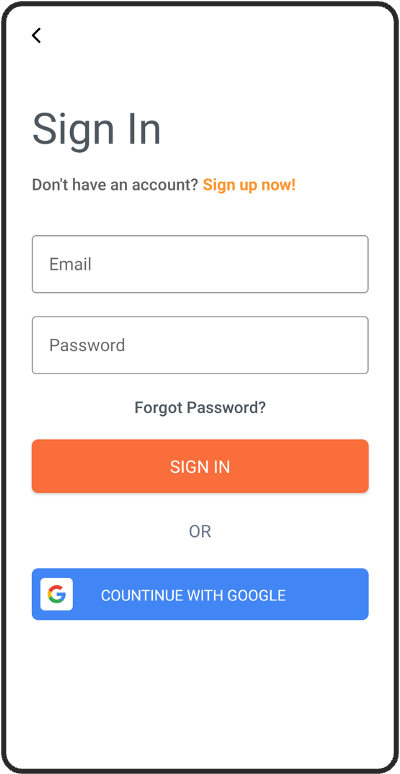 Sign In
Don't have an account? Sign up now!
Email
Password
Forgot Password?
SIGN IN
OR
COUNTINUE WITH GOOGLE